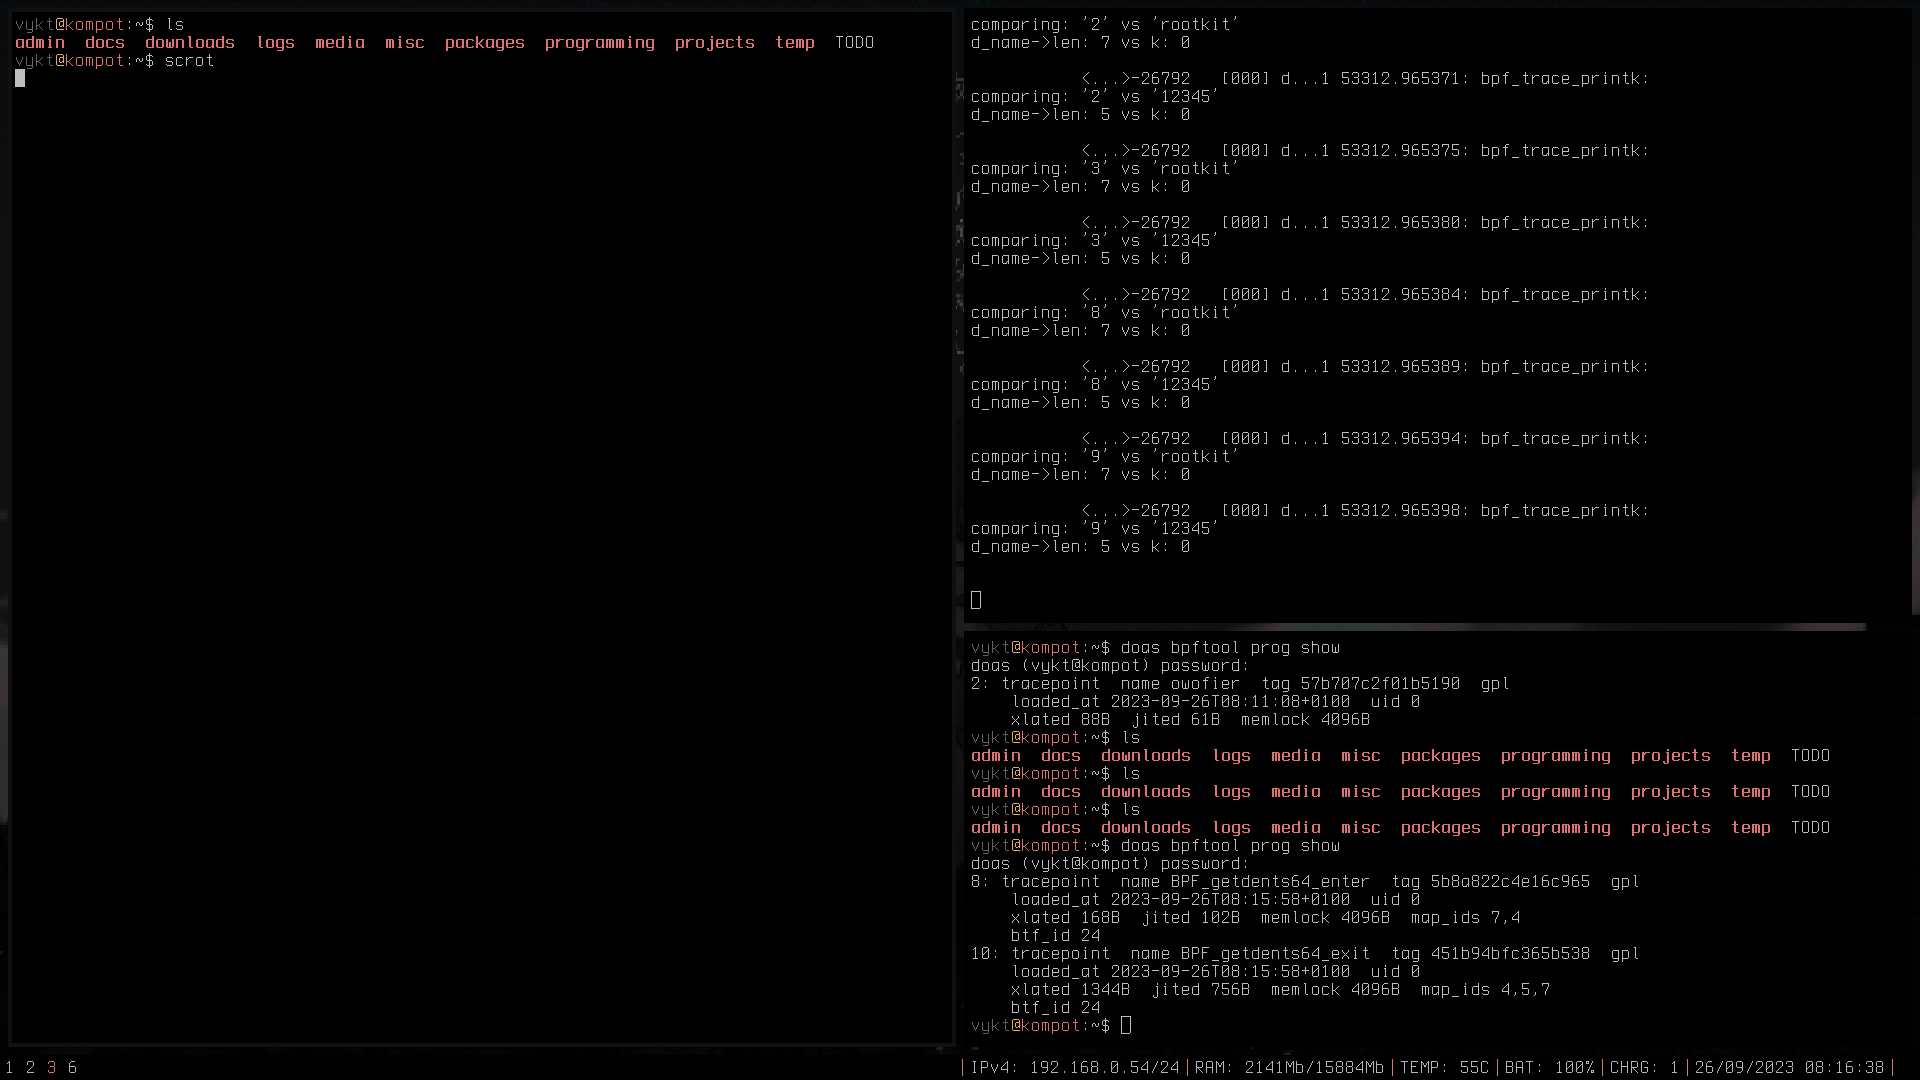 vykt@kompot:~$ ls
admin  docs  downloads  logs  media  misc  packages  programming  projects  temp  TODO
vykt@kompot:~$ scrot
comparing: '2' vs 'rootkit'
d_name->len: 7 vs k: 0
<...>-26792   [000] d...1 53312.965371: bpf_trace_printk:
comparing: '2' vs '12345'
d_name->len: 5 vs k: 0
<...>-26792   [000] d...1 53312.965375: bpf_trace_printk:
comparing: '3' vs 'rootkit'
d_name->len: 7 vs k: 0
<...>-26792   [000] d...1 53312.965380: bpf_trace_printk:
comparing: '3' vs '12345'
d_name->len: 5 vs k: 0
<...>-26792   [000] d...1 53312.965384: bpf_trace_printk:
comparing: '8' vs 'rootkit'
d_name->len: 7 vs k: 0
<...>-26792   [000] d...1 53312.965389: bpf_trace_printk:
comparing: '8' vs '12345'
d_name->len: 5 vs k: 0
<...>-26792   [000] d...1 53312.965394: bpf_trace_printk:
comparing: '9' vs 'rootkit'
d_name->len: 7 vs k: 0
<...>-26792   [000] d...1 53312.965398: bpf_trace_printk:
comparing: '9' vs '12345'
d_name->len: 5 vs k: 0
vykt@kompot:~$ doas bpftool prog show
doas (vykt@kompot) password:
2: tracepoint  name owofier  tag 57b707c2f01b5190  gpl
loaded_at 2023-09-26T08:11:08+0100  uid 0
xlated 88B  jited 61B  memlock 4096B
vykt@kompot:~$ ls
admin  docs  downloads  logs  media  misc  packages  programming  projects  temp  TODO
vykt@kompot:~$ ls
admin  docs  downloads  logs  media  misc  packages  programming  projects  temp  TODO
vykt@kompot:~$ ls
admin  docs  downloads  logs  media  misc  packages  programming  projects  temp  TODO
vykt@kompot:~$ doas bpftool prog show
doas (vykt@kompot) password:
8: tracepoint  name BPF_getdents64_enter  tag 5b8a822c4e16c965  gpl
loaded_at 2023-09-26T08:15:58+0100  uid 0
xlated 168B  jited 102B  memlock 4096B  map_ids 7,4
btf_id 24
10: tracepoint  name BPF_getdents64_exit  tag 451b94bfc365b538  gpl
loaded_at 2023-09-26T08:15:58+0100  uid 0
xlated 1344B  jited 756B  memlock 4096B  map_ids 4,5,7
btf_id 24
vykt@kompot:~$
1 2 3 6
|IPv4: 192.168.0.54/24|RAM: 2141Mb/15884Mb|TEMP: 55C|BAT: 100%|CHRG: 1|26/09/2023 08:16:38|